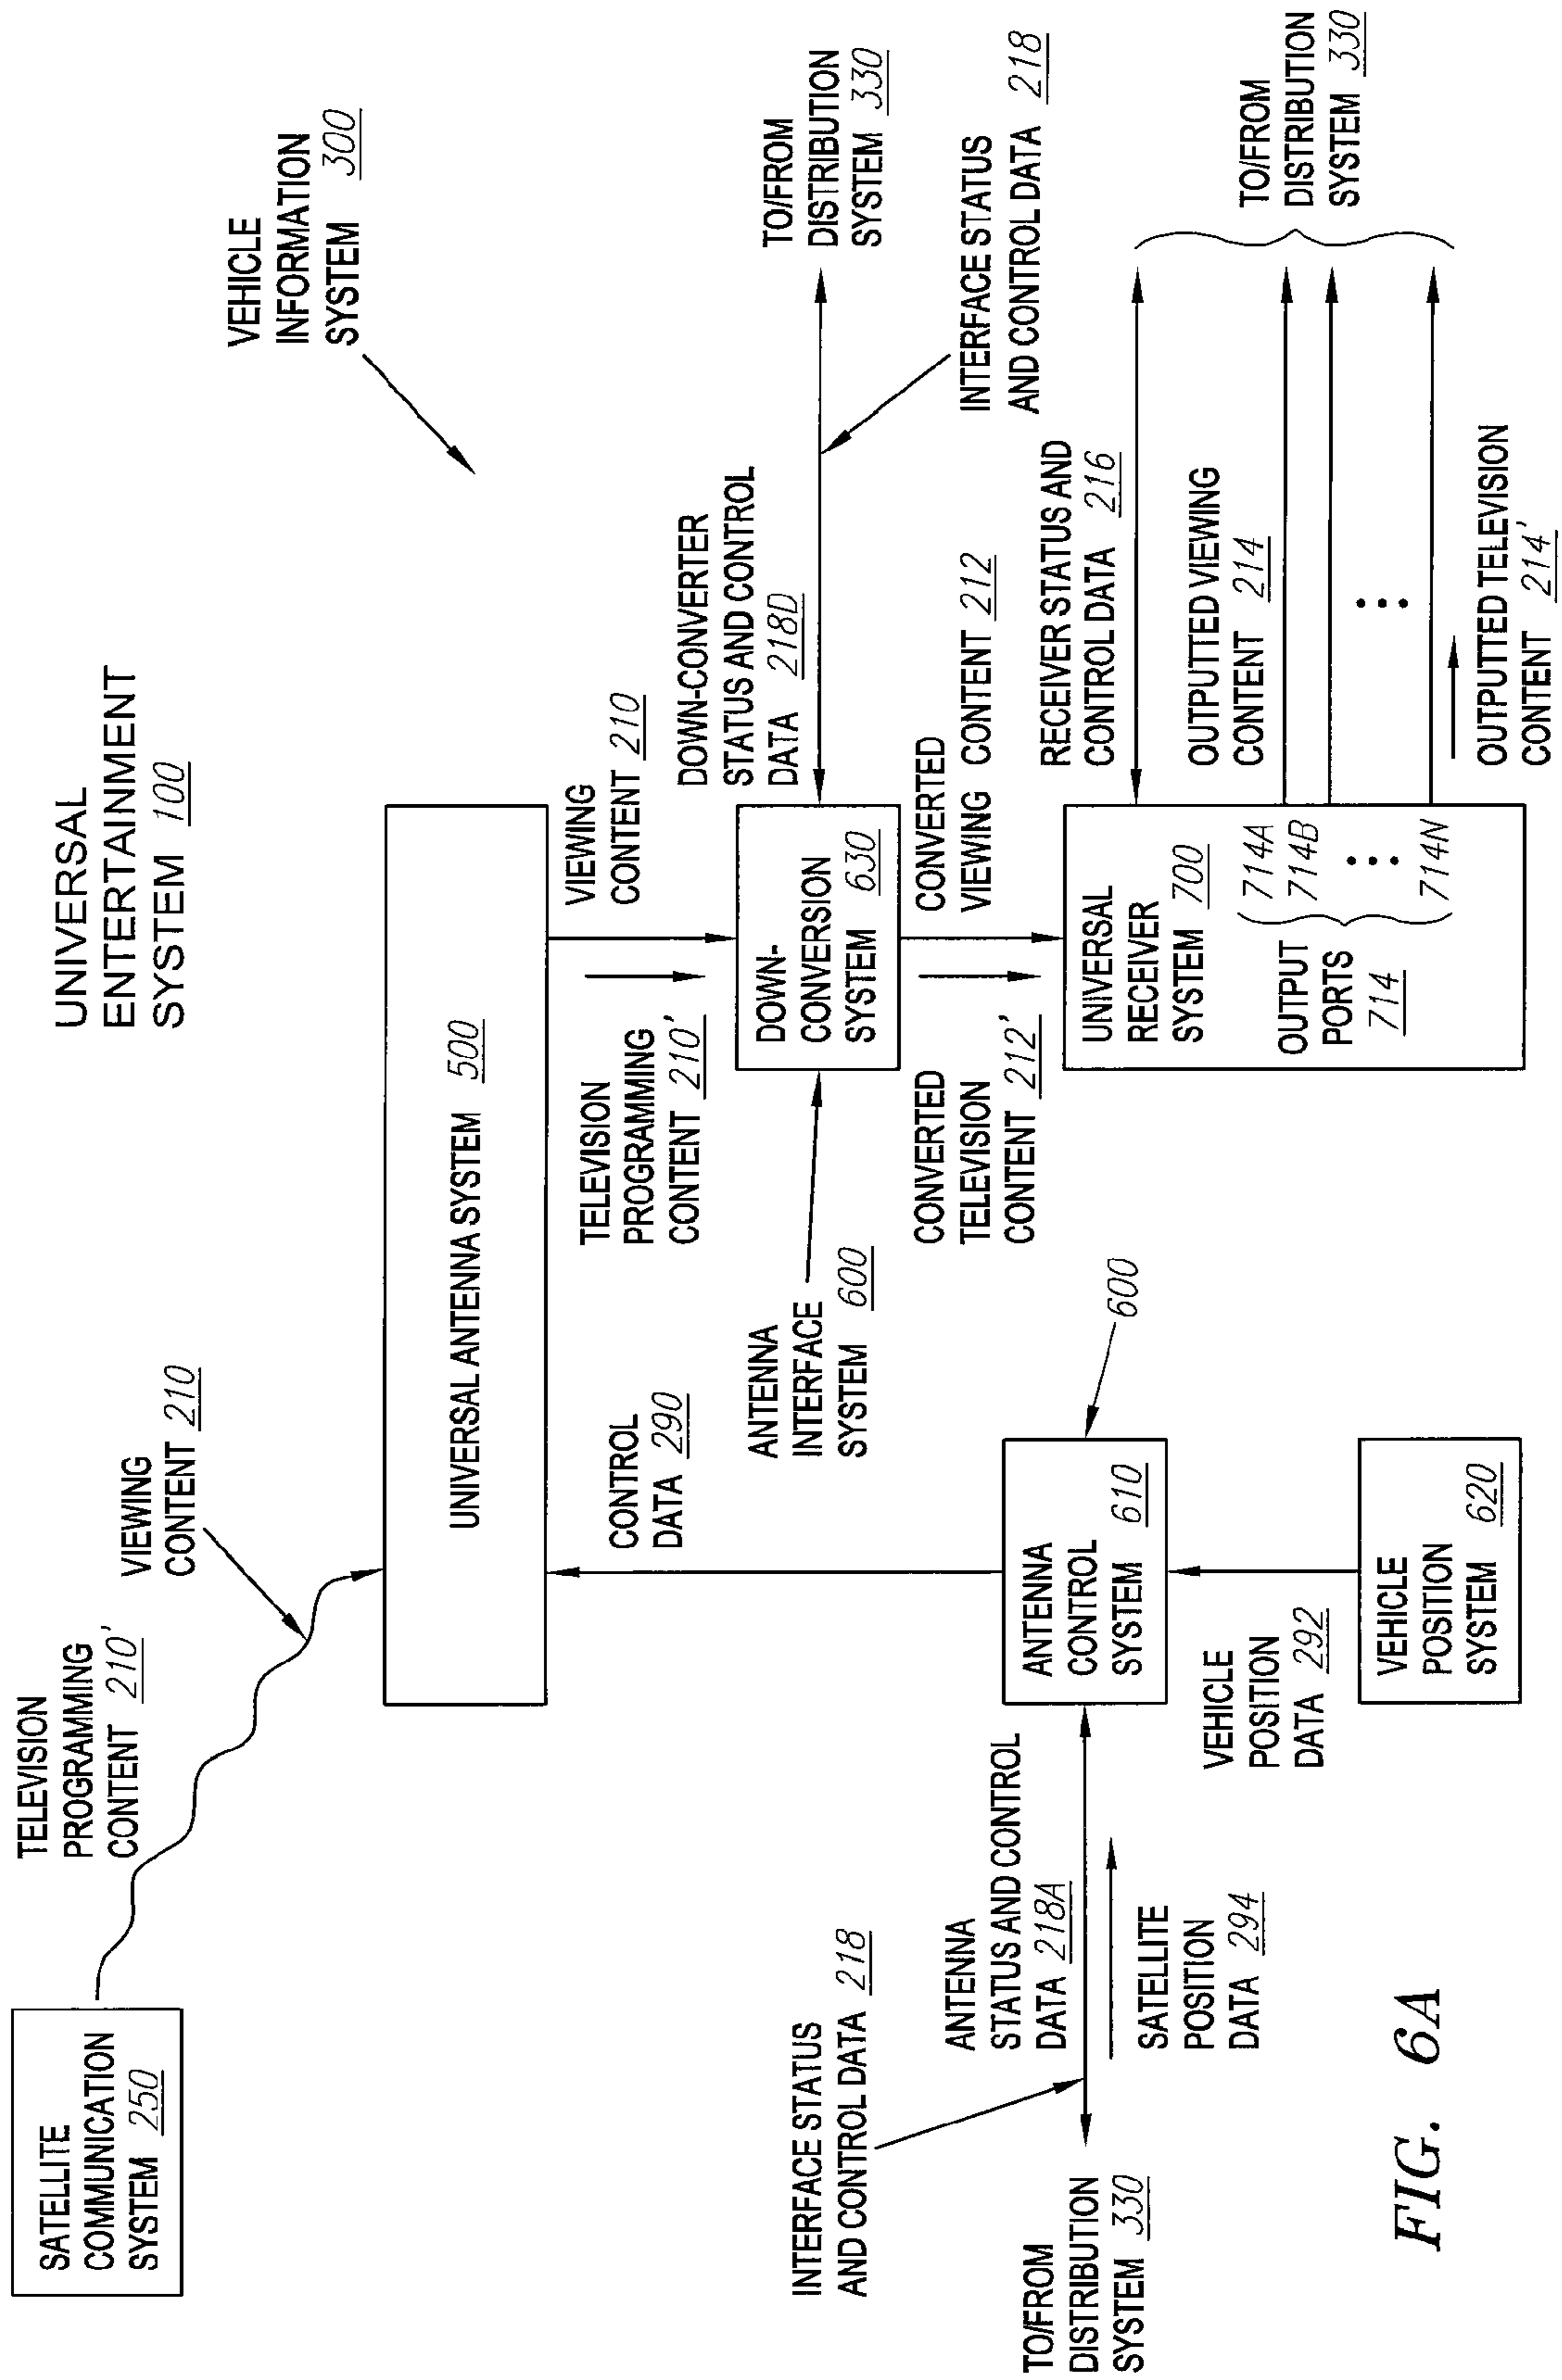 UNIVERSAL
ENTERTAINMENT
SYSTEM 100
VEHICLE
INFORMATION
SYSTEM 300
SATELLITE
COMMUNICATION
SYSTEM 250
TELEVISION
PROGRAMMING
CONTENT 210'
VIEWING
CONTENT 210
UNIVERSAL ANTENNA SYSTEM 500
CONTROL
DATA 290
TELEVISION
PROGRAMMING
CONTENT 210'
VIEWING
CONTENT 210
ANTENNA
INTERFACE
SYSTEM 600
DOWN-
CONVERSION
SYSTEM 630
DOWN-CONVERTER
STATUS AND CONTROL
DATA 218D
TO/FROM
DISTRIBUTION
SYSTEM 330
INTERFACE STATUS
AND CONTROL DATA 218
INTERFACE STATUS
AND CONTROL DATA 218
ANTENNA
STATUS AND CONTROL
DATA 218A
TO/FROM
DISTRIBUTION
SYSTEM 330
SATELLITE
POSITION
DATA 294
ANTENNA
CONTROL
SYSTEM 610
600
VEHICLE
POSITION
DATA 292
VEHICLE
POSITION
SYSTEM 620
CONVERTED
TELEVISION
CONTENT 212'
CONVERTED
VIEWING CONTENT 212
UNIVERSAL
RECEIVER
SYSTEM 700
OUTPUT
PORTS
714
714A
714B
714N
RECEIVER STATUS AND
CONTROL DATA 216
OUTPUTTED VIEWING
CONTENT 214
OUTPUTTED TELEVISION
CONTENT 214'
TO/FROM
DISTRIBUTION
SYSTEM 330
FIG. 6A